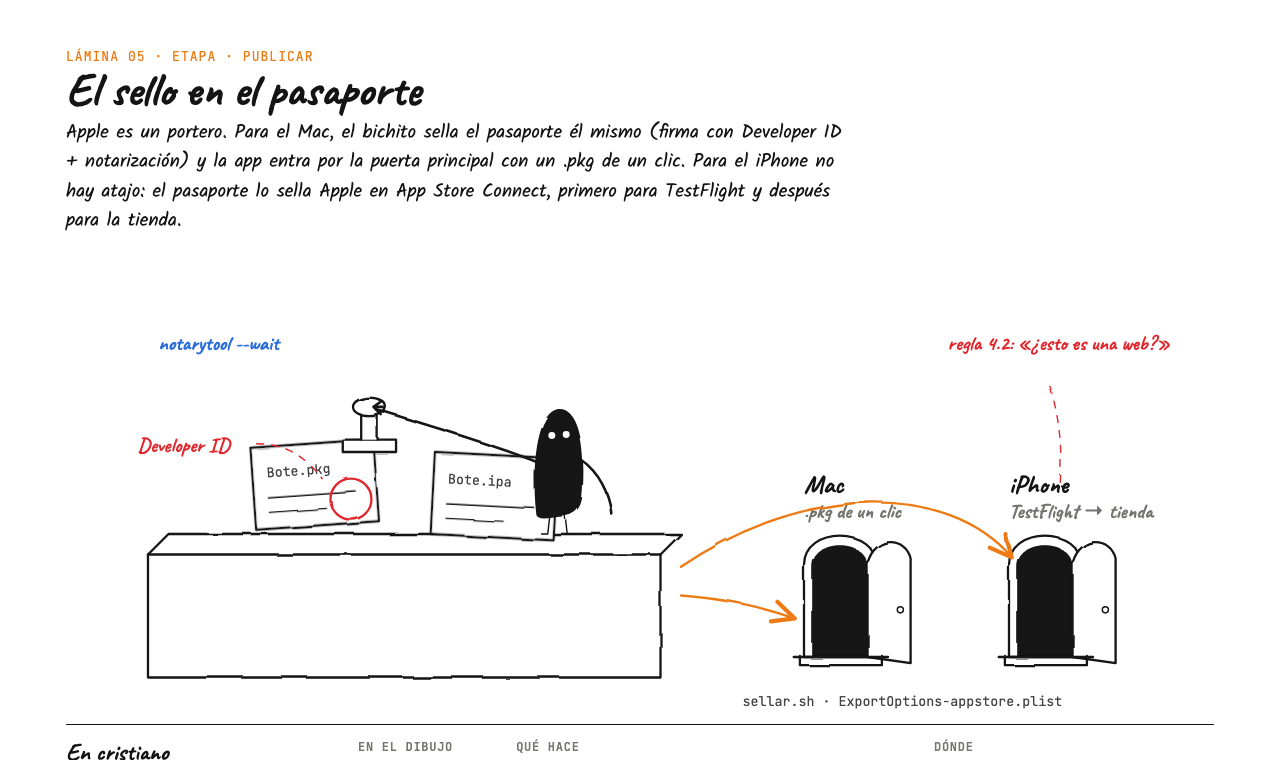 LÁMINA 05 · ETAPA · PUBLICAR
El sello en el pasaporte
Apple es un portero. Para el Mac, el bichito sella el pasaporte él mismo (firma con Developer ID
+ notarización) y la app entra por la puerta principal con un .pkg de un clic. Para el iPhone no
hay atajo: el pasaporte lo sella Apple en App Store Connect, primero para TestFlight y después
para la tienda.
notarytool --wait
regla 4.2: «¿esto es una web?»
Developer ID
Bote.pkg
Bote.ipa
Mac
.pkg de un clic
iPhone
TestFlight → tienda
sellar.sh · ExportOptions-appstore.plist
En cristiano
EN EL DIBUJO
QUÉ HACE
DÓNDE